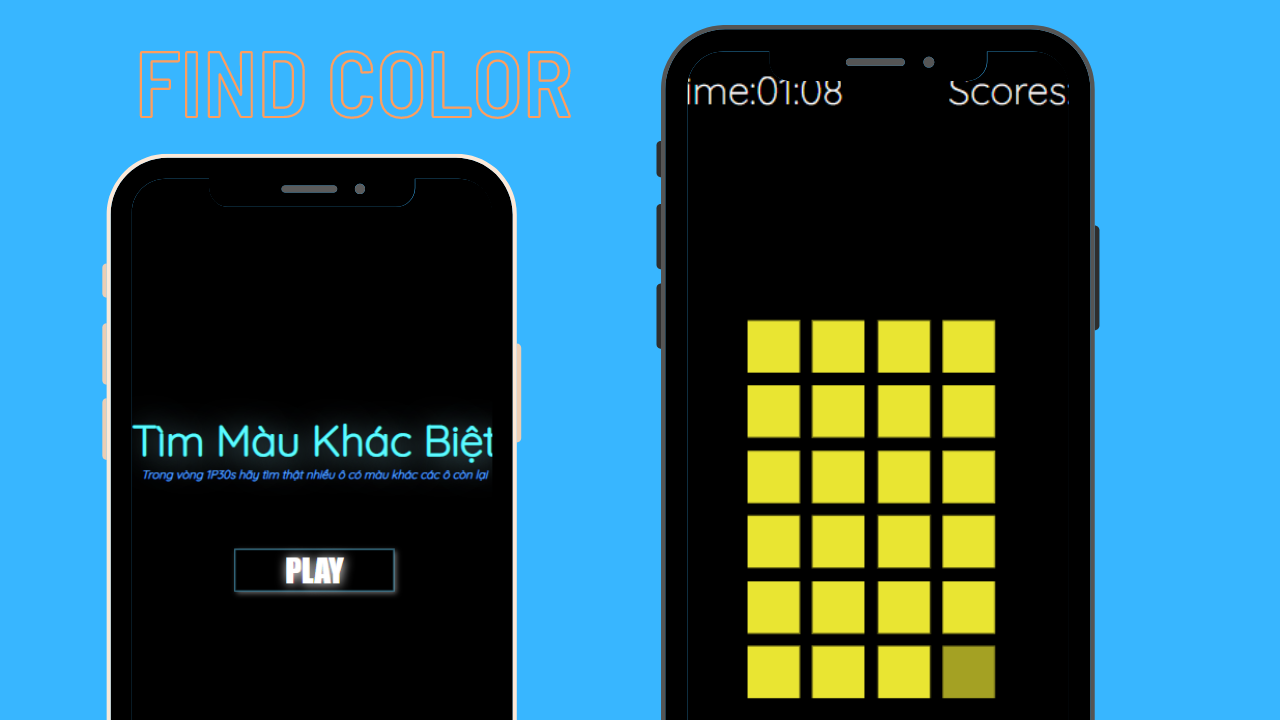 FIND COLOR
Tìm Màu Khác Biệt
Trong vòng 1P30s hãy tìm thật nhiều ô có màu khác các ô còn lại
PLAY
ime:01:08
Scores: